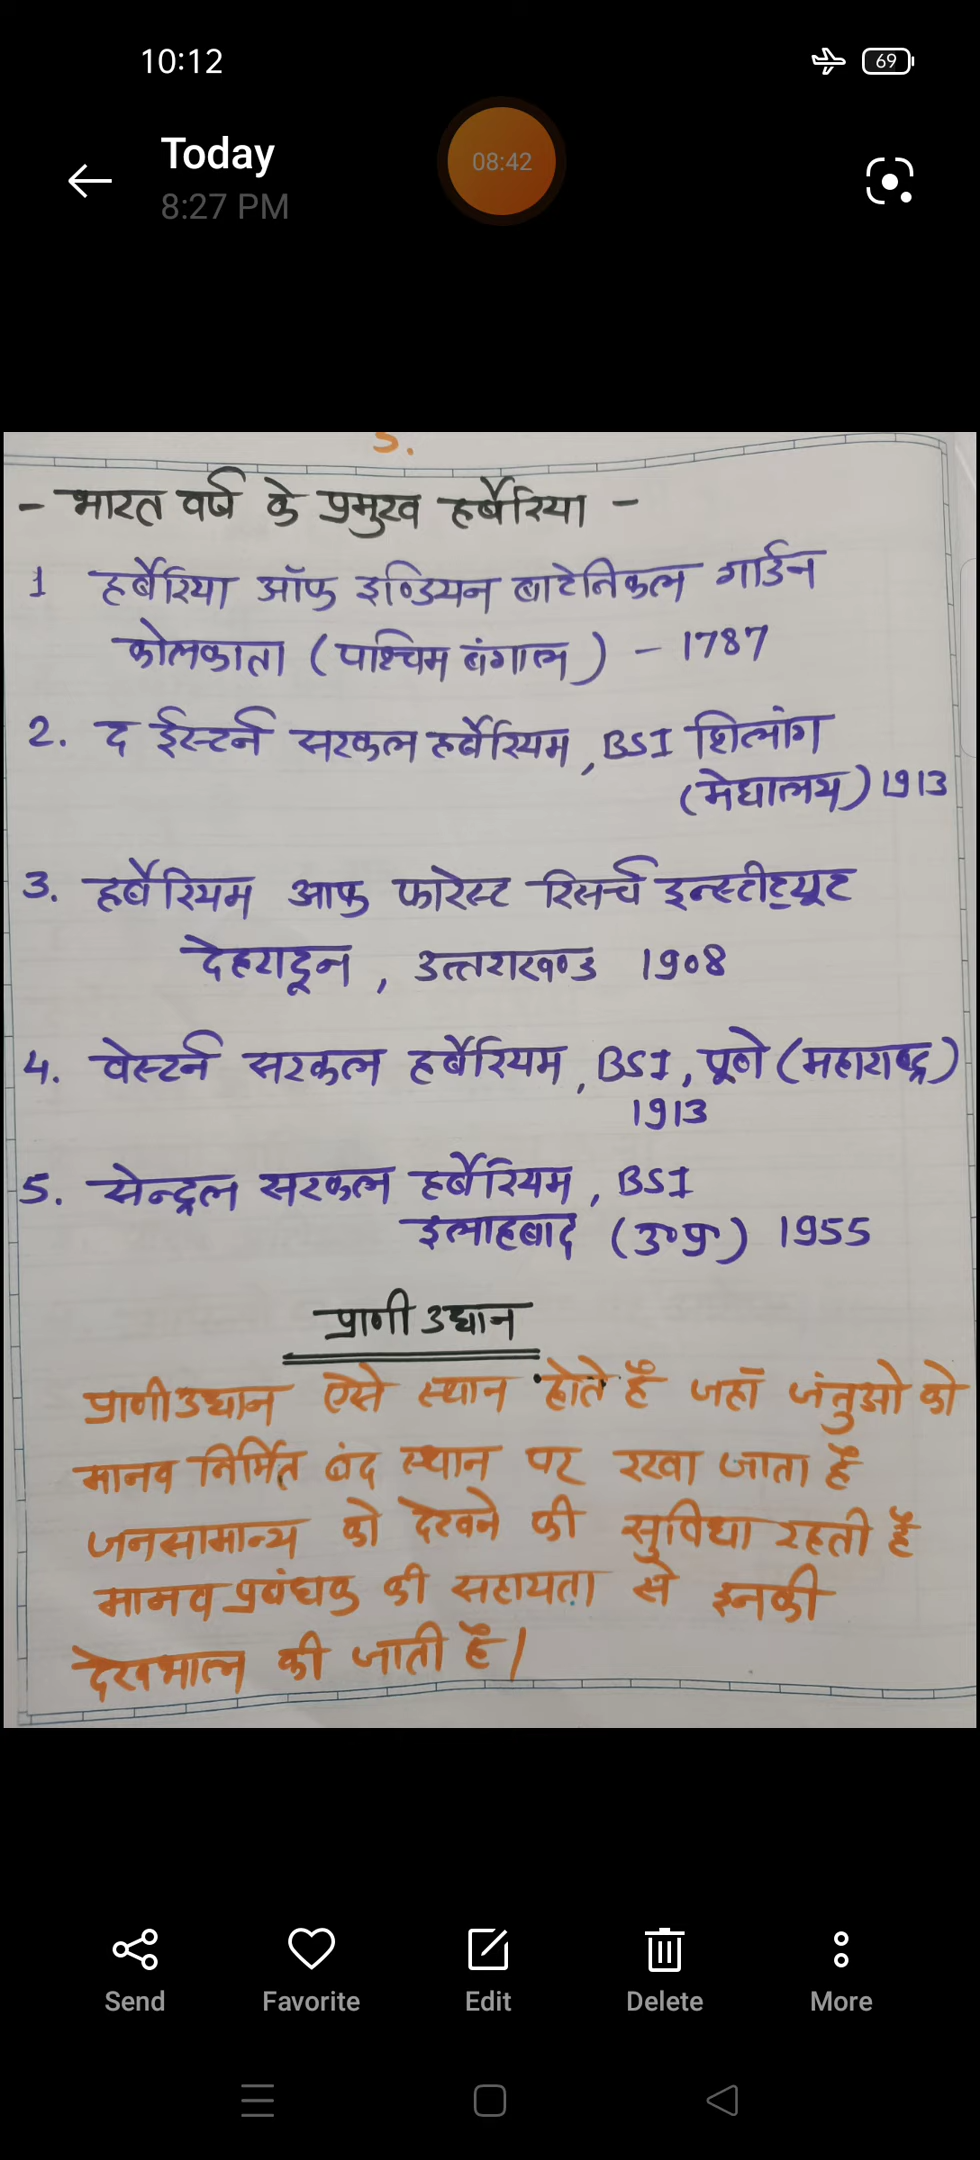 10:12
69
Today
08:42
8:27 PM
5.
- भारत वर्ष के प्रमुख हर्बेरिया -
1 हर्बेरिया ऑफ इण्डियन बाटेनिकल गार्डन
कोलकाता (पश्चिम बंगाल) - 1787
2. द ईस्टर्न सरकल हर्बेरियम, BSI शिलांग
(मेघालय) 1913
3. हर्बेरियम आफ फारेस्ट रिसर्च इन्स्टीट्यूट
देहरादून, उत्तराखण्ड 1908
4. वेस्टर्न सरकल हर्बेरियम, BSI, पूणे (महाराष्ट्र)
1913
5. सेन्ट्रल सरकल हर्बेरियम, BSI
इलाहबाद (उ॰प्र॰) 1955
प्राणी उद्यान
प्राणी उद्यान ऐसे स्थान होते हैं जहाँ जंतुओ को
मानव निर्मित बंद स्थान पर रखा जाता है
जनसामान्य को देखने की सुविधा रहती है
मानव प्रबंधक की सहायता से इनकी
देखभाल की जाती है।
Send
Favorite
Edit
Delete
More